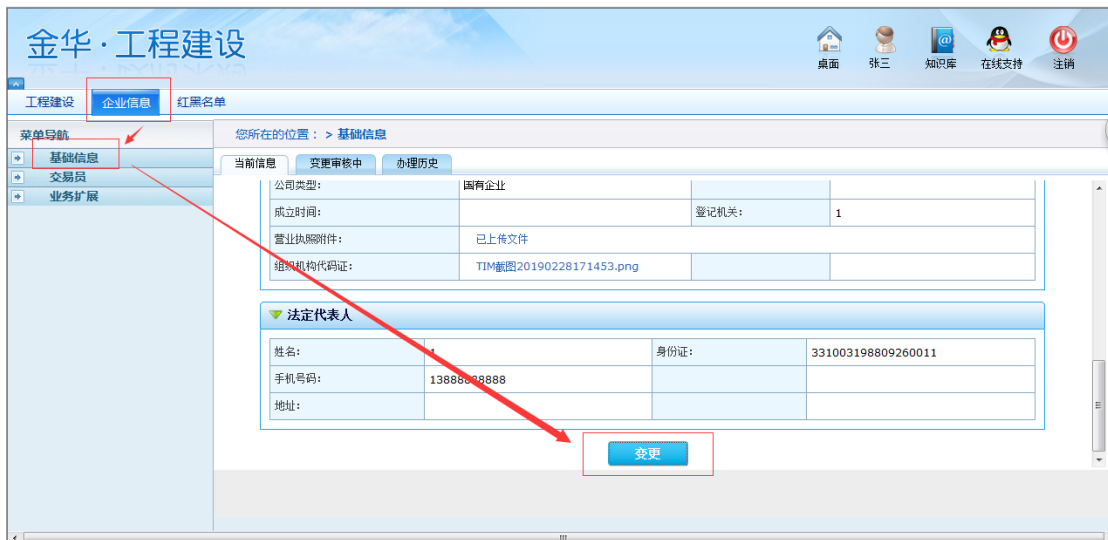 金华·工程建设
桌面 张三 知识库 在线支持 注销
工程建设 企业信息 红黑名单
菜单导航 您所在的位置： > 基础信息
基础信息
当前信息 变更审核中 办理历史
交易员
业务扩展
公司类型: 国有企业
成立时间: 登记机关: 1
营业执照附件: 已上传文件
组织机构代码证: TIM截图20190228171453.png
法定代表人
姓名: 1 身份证: 331003198809260011
手机号码: 13888888888
地址:
变更